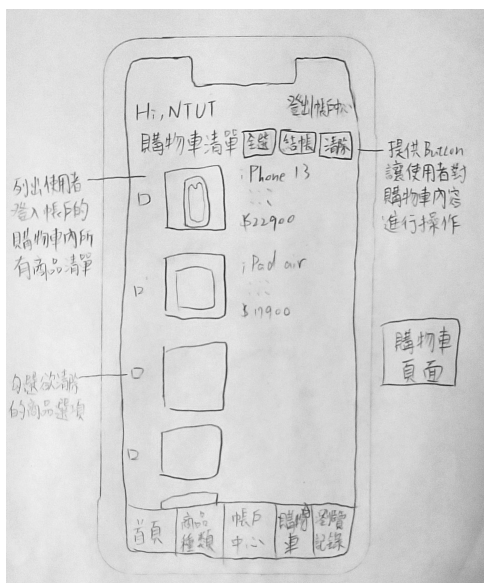 Hi, NTUT
登出 帳戶中心
購物車清單 全選 結帳 清除
iPhone 13
$22900
iPad air
$17900
首頁
商品
種類
帳戶
中心
購物
車
瀏覽
記錄
列出使用者
登入帳戶的
購物車內所
有商品清單
勾選欲清除
的商品選項
提供Button
讓使用者對
購物車內容
進行操作
購物車
頁面